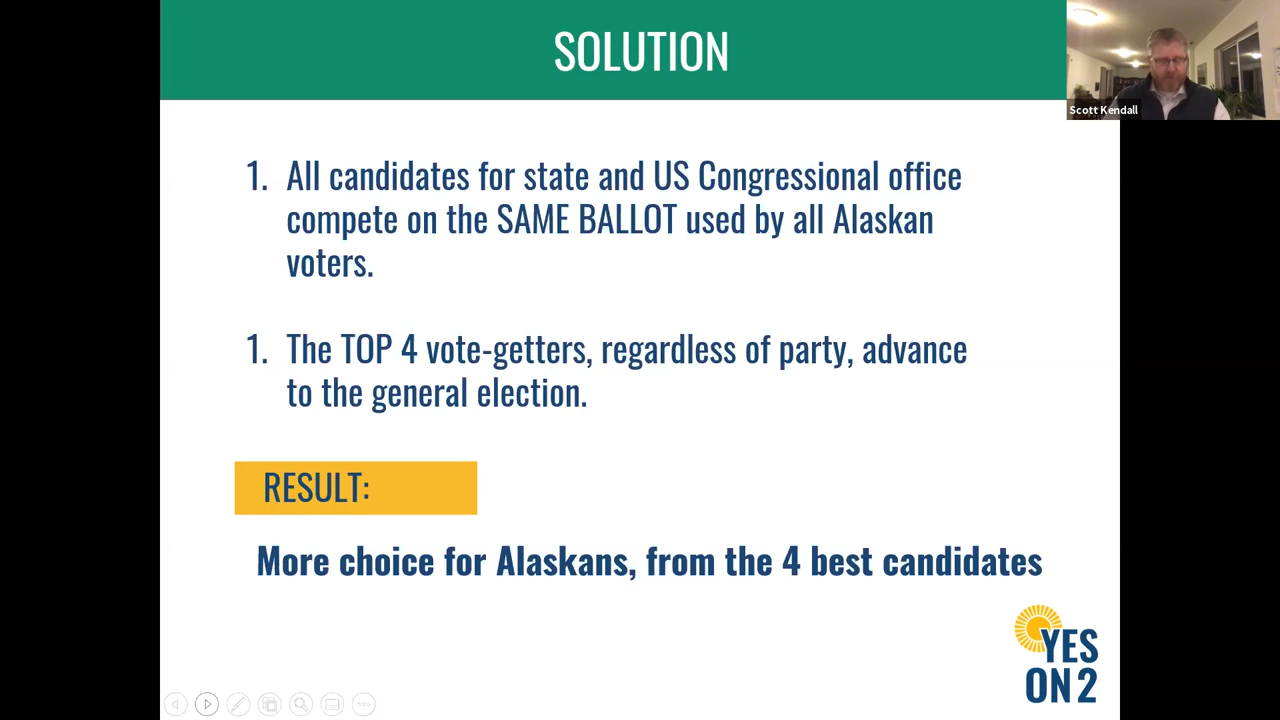 SOLUTION
Scott Kendall
1. All candidates for state and US Congressional office
compete on the SAME BALLOT used by all Alaskan
voters.
1. The TOP 4 vote-getters, regardless of party, advance
to the general election.
RESULT:
More choice for Alaskans, from the 4 best candidates
YES
ON 2